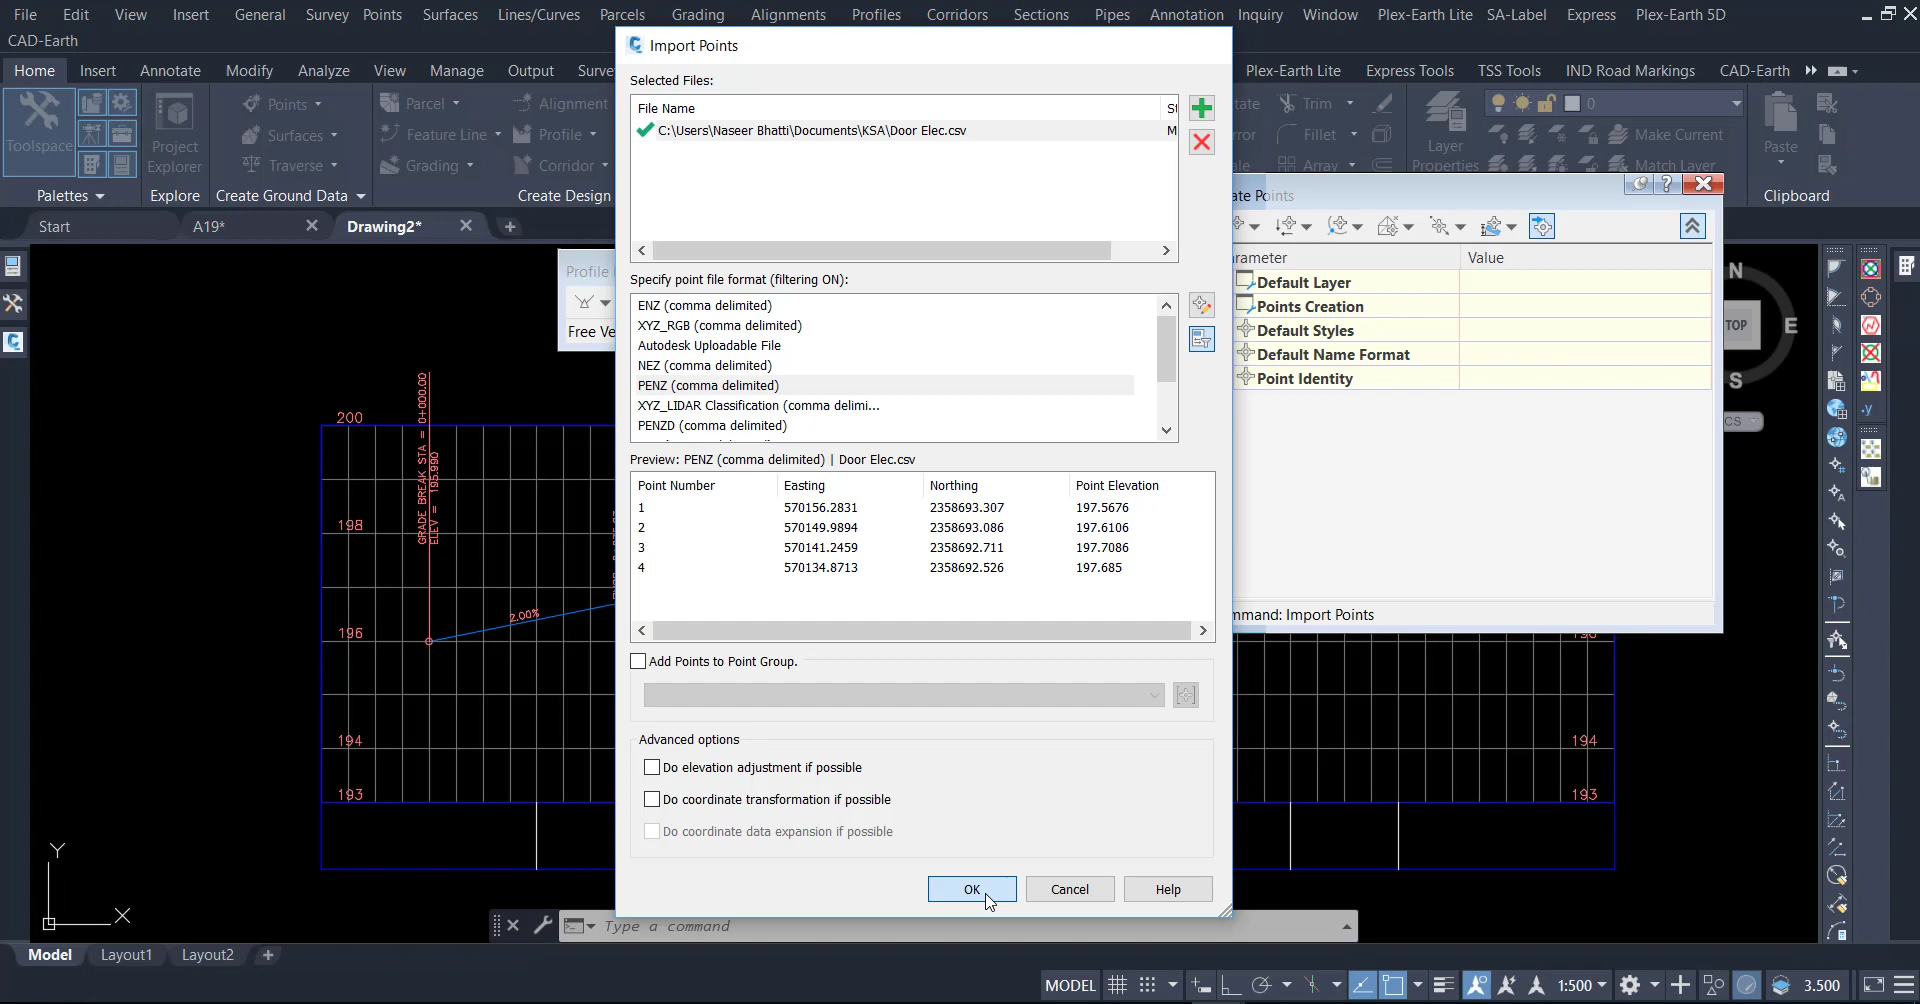 File Edit View Insert General Survey Points Surfaces Lines/Curves Parcels Grading Alignments Profiles Corridors Sections Pipes Annotation Inquiry Window Plex-Earth Lite SA-Label Express Plex-Earth 5D
CAD-Earth
Import Points
Home Insert Annotate Modify Analyze View Manage Output Surve Plex-Earth Lite Express Tools TSS Tools IND Road Markings CAD-Earth
Selected Files:
Points Parcel Alignment Trim 0
File Name St
Toolspace Project Explorer Surfaces Feature Line Profile Fillet Make Current
C:\Users\Naseer Bhatti\Documents\KSA\Door Elec.csv M
Traverse Grading Corridor Array Layer Properties Match Layer Paste
Palettes Explore Create Ground Data Create Design Clipboard
ate Points
Start A19* Drawing2*
Specify point file format (filtering ON):
arameter Value
Profile
Free Ve
ENZ (comma delimited)
XYZ_RGB (comma delimited)
Autodesk Uploadable File
NEZ (comma delimited)
PENZ (comma delimited)
XYZ_LIDAR Classification (comma delimi...
PENZD (comma delimited)
Default Layer
Points Creation
Default Styles
Default Name Format
Point Identity
N
TOP E
S
CS
Preview: PENZ (comma delimited) | Door Elec.csv
Point Number Easting Northing Point Elevation
1 570156.2831 2358693.307 197.5676
2 570149.9894 2358693.086 197.6106
3 570141.2459 2358692.711 197.7086
4 570134.8713 2358692.526 197.685
mmand: Import Points
200
198
196
194
193
GRADE BREAK STA = 0+000.00
ELEV = 195.990
2.00%
194
193
Add Points to Point Group.
Advanced options
Do elevation adjustment if possible
Do coordinate transformation if possible
Do coordinate data expansion if possible
OK Cancel Help
Y
X
Type a command
Model Layout1 Layout2
MODEL 1:500 3.500